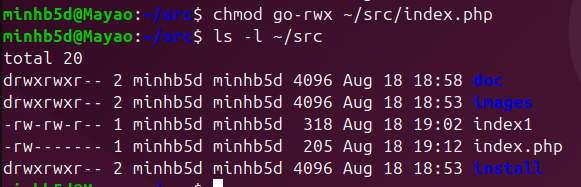 minhb5d@Mayao:~/src$ chmod go-rwx ~/src/index.php
minhb5d@Mayao:~/src$ ls -l ~/src
total 20
drwxrwxr-- 2 minhb5d minhb5d 4096 Aug 18 18:58 doc
drwxrwxr-- 2 minhb5d minhb5d 4096 Aug 18 18:53 images
-rw-rw-r-- 1 minhb5d minhb5d  318 Aug 18 19:02 index1
-rw------- 1 minhb5d minhb5d  205 Aug 18 19:12 index.php
drwxrwxr-- 2 minhb5d minhb5d 4096 Aug 18 18:53 install
minhb5d@Mayao:~/src$